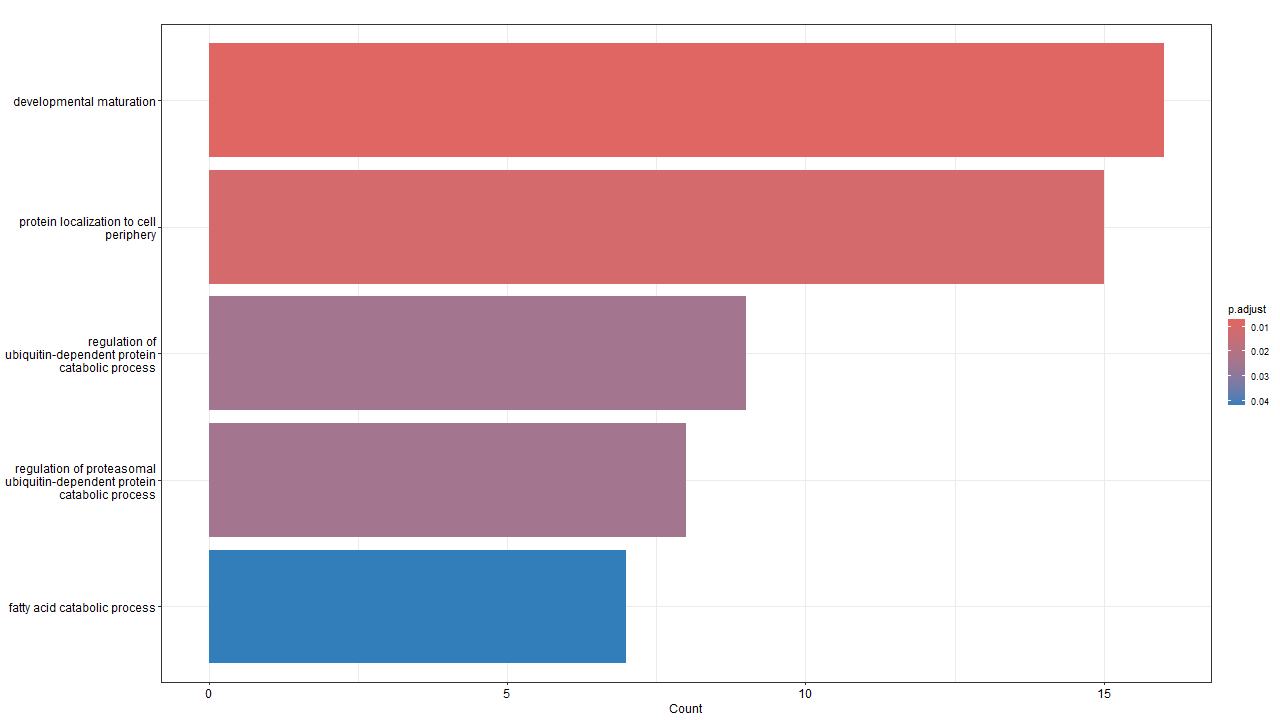 developmental maturation
protein localization to cell
periphery
regulation of
ubiquitin-dependent protein
catabolic process
regulation of proteasomal
ubiquitin-dependent protein
catabolic process
fatty acid catabolic process
0
5
10
15
Count
p.adjust
0.01
0.02
0.03
0.04